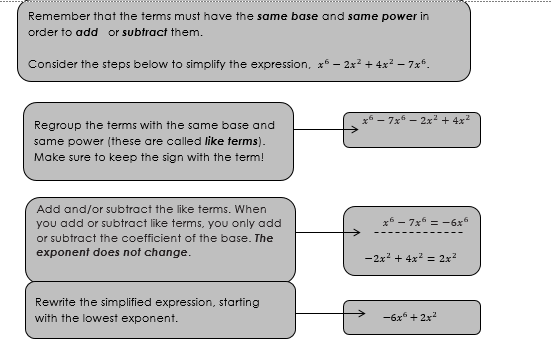 Remember that the terms must have the same base and same power in
order to add or subtract them.
Consider the steps below to simplify the expression, x⁶ − 2x² + 4x² − 7x⁶.
Regroup the terms with the same base and
same power (these are called like terms).
Make sure to keep the sign with the term!
x⁶ − 7x⁶ − 2x² + 4x²
Add and/or subtract the like terms. When
you add or subtract like terms, you only add
or subtract the coefficient of the base. The
exponent does not change.
x⁶ − 7x⁶ = −6x⁶
−2x² + 4x² = 2x²
Rewrite the simplified expression, starting
with the lowest exponent.
−6x⁶ + 2x²